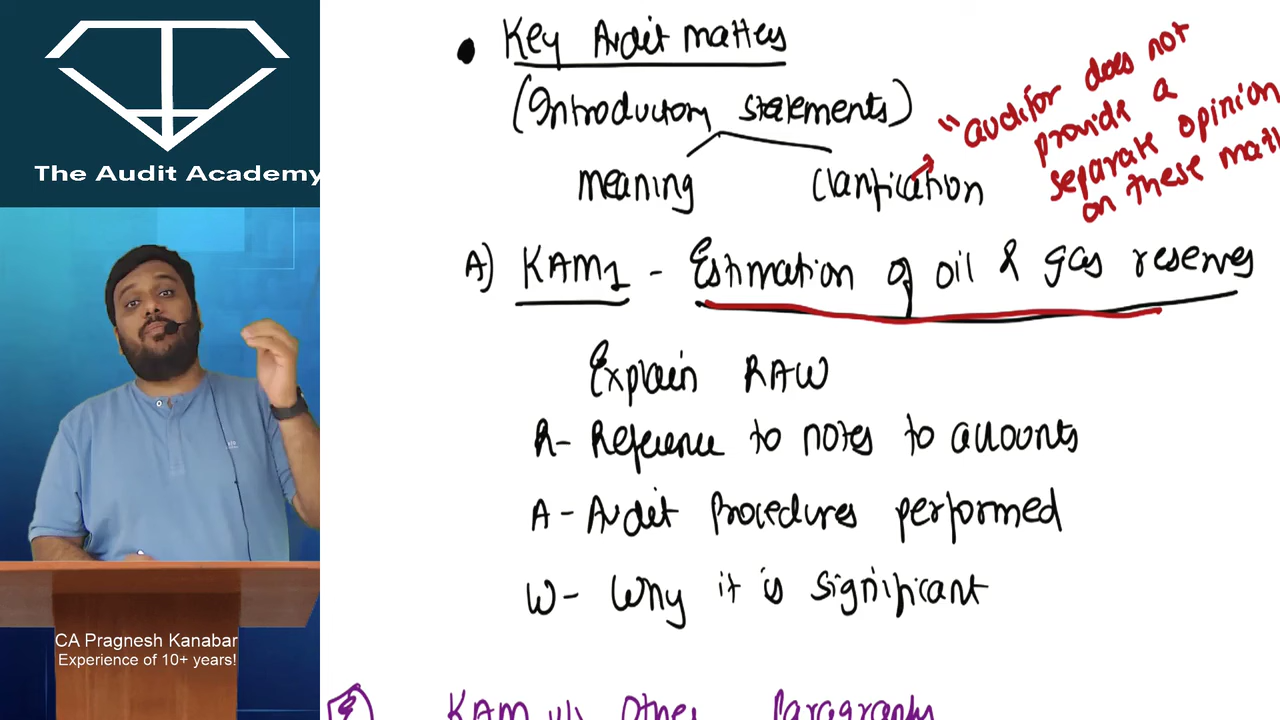 The Audit Academy
• Key Audit matters
(Introductory statements)
meaning Clarification
"auditor does not
provide a
separate opinion
on these matt
A) KAM1 - Estimation of oil & gas reserves
Explain RAW
R- Reference to notes to accounts
A- Audit Procedures performed
W- Why it is significant
CA Pragnesh Kanabar
Experience of 10+ years!
KAM v/s Other Paragraphs